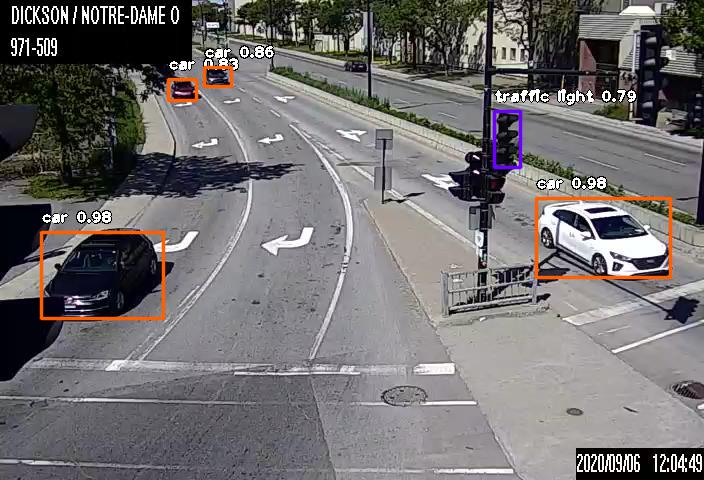 DICKSON / NOTRE-DAME O
971-509
car 0.86
car 0.83
traffic light 0.79
car 0.98
car 0.98
2020/09/06 12:04:49